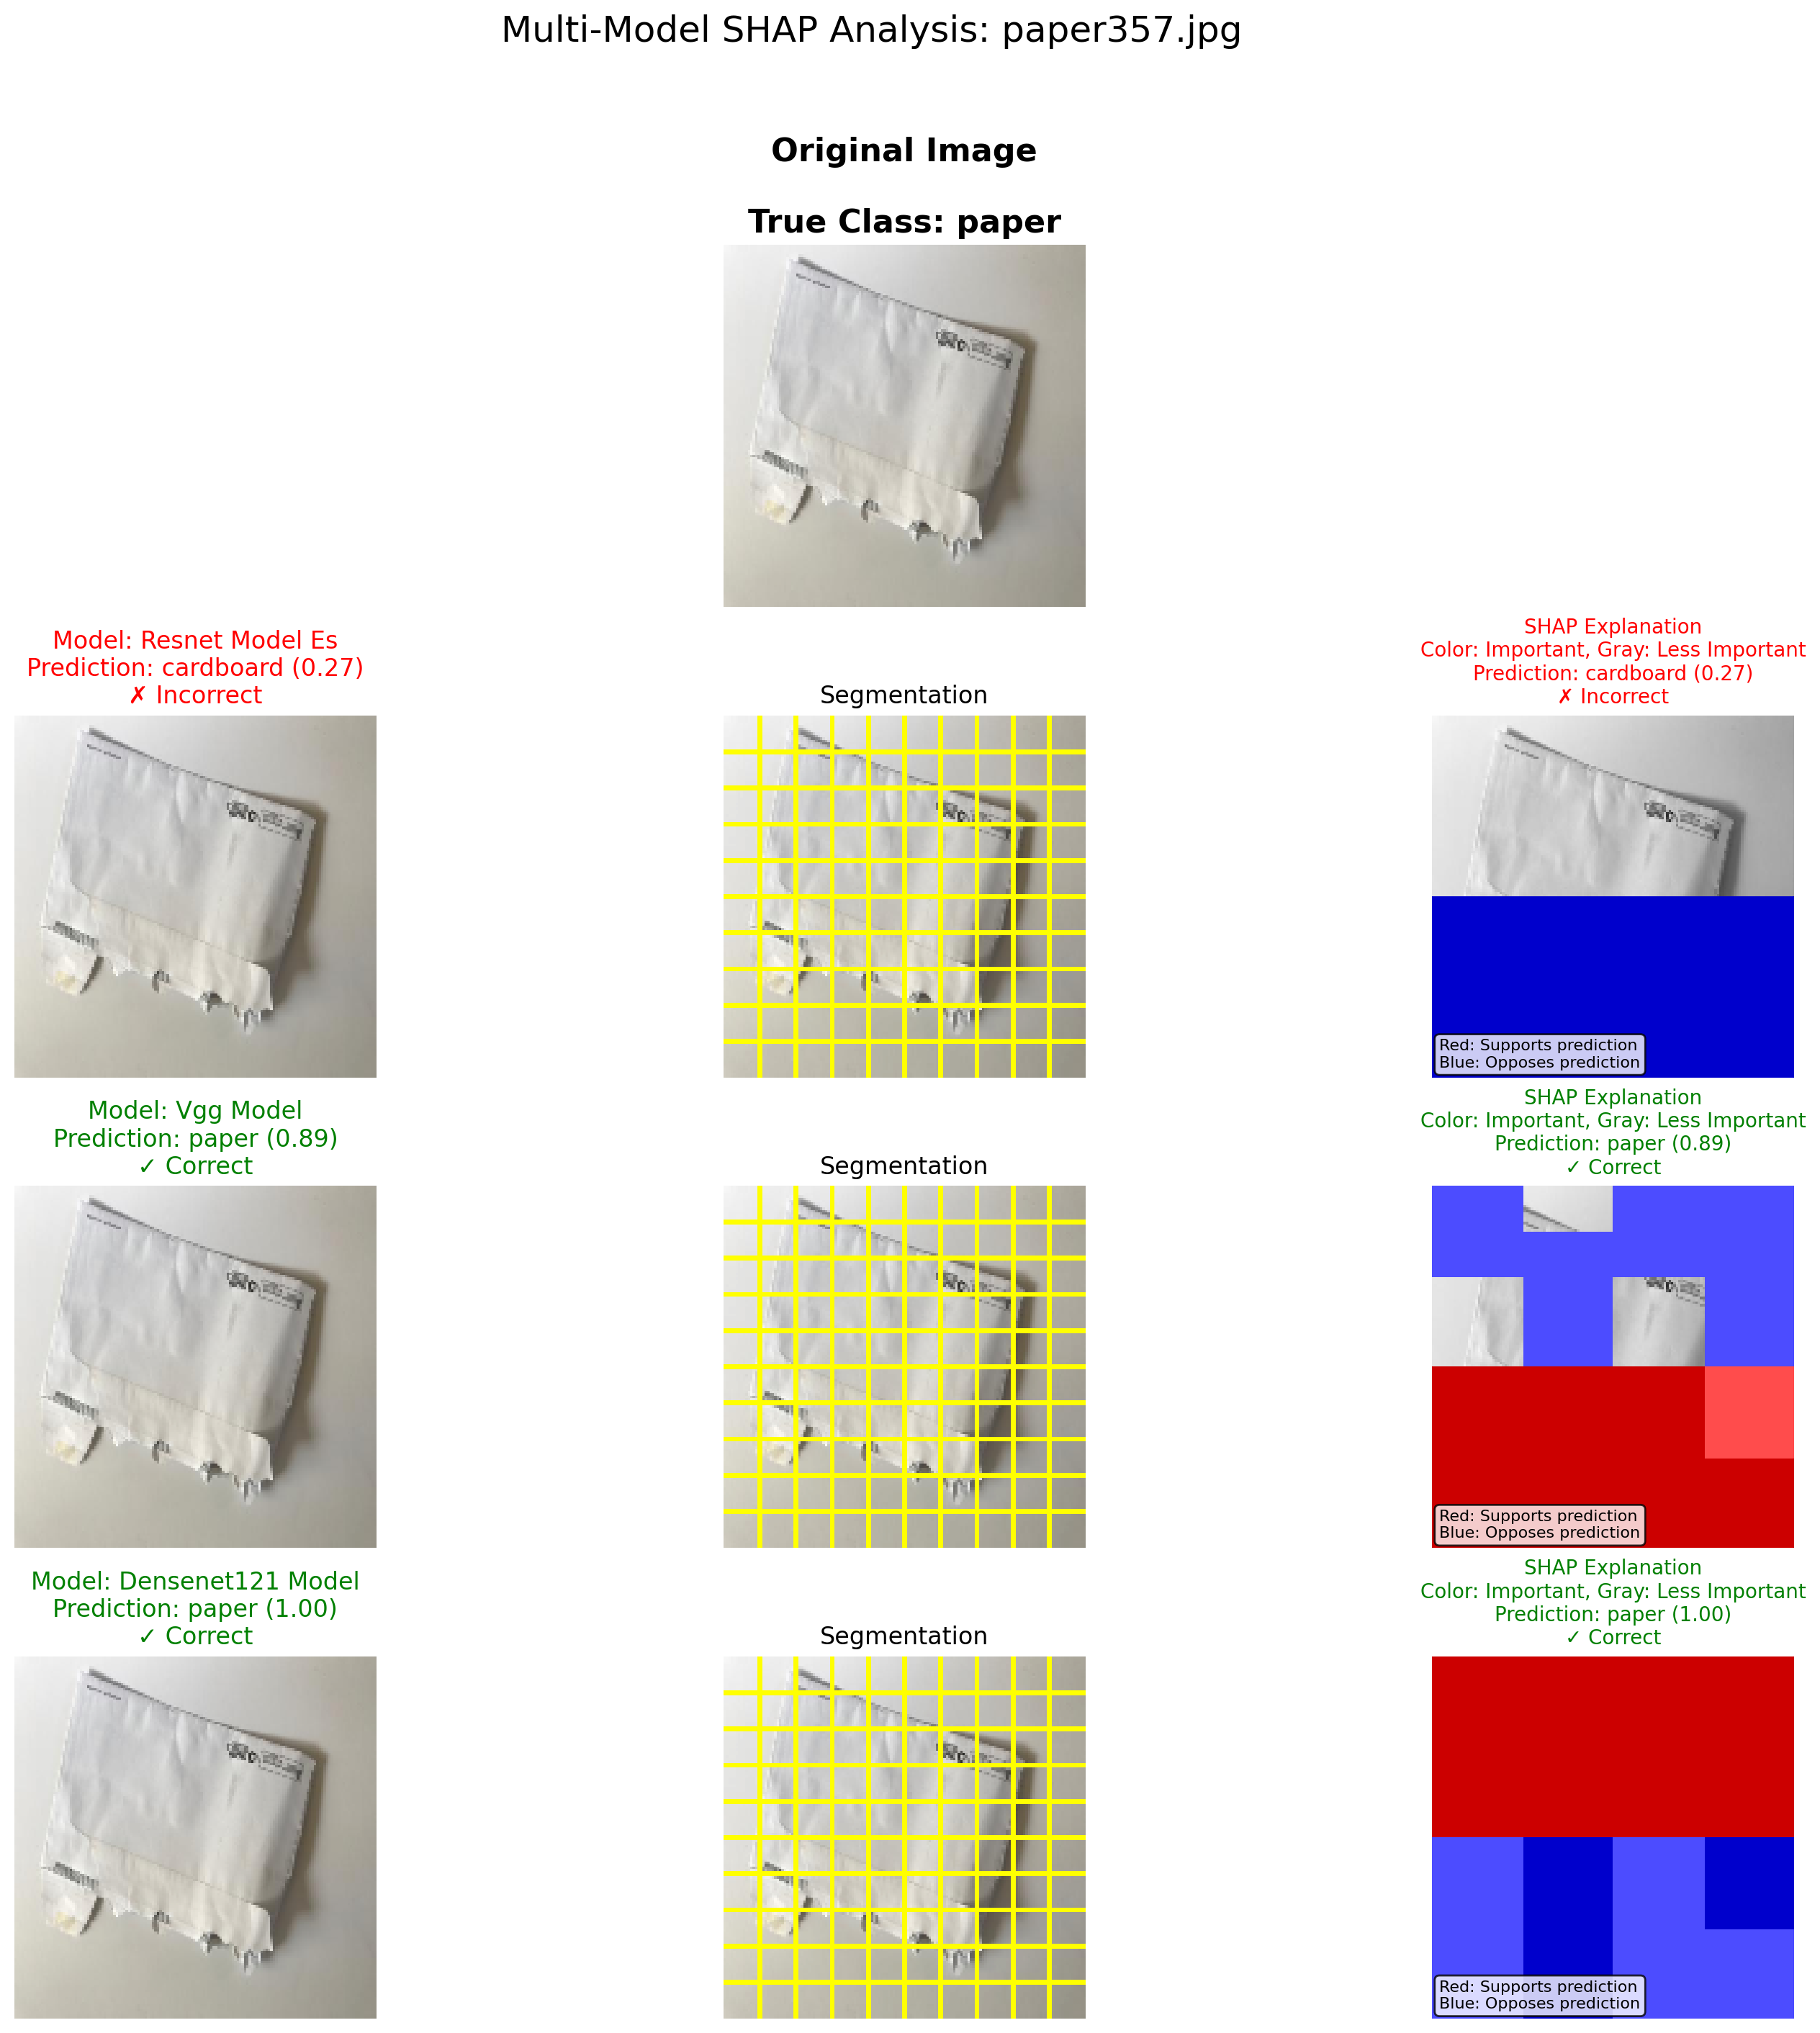 Multi-Model SHAP Analysis: paper357.jpg
Original Image
True Class: paper
Model: Resnet Model Es
Prediction: cardboard (0.27)
✗ Incorrect
Segmentation
SHAP Explanation
Color: Important, Gray: Less Important
Prediction: cardboard (0.27)
✗ Incorrect
Red: Supports prediction
Blue: Opposes prediction
Model: Vgg Model
Prediction: paper (0.89)
✓ Correct
Segmentation
SHAP Explanation
Color: Important, Gray: Less Important
Prediction: paper (0.89)
✓ Correct
Red: Supports prediction
Blue: Opposes prediction
Model: Densenet121 Model
Prediction: paper (1.00)
✓ Correct
Segmentation
SHAP Explanation
Color: Important, Gray: Less Important
Prediction: paper (1.00)
✓ Correct
Red: Supports prediction
Blue: Opposes prediction